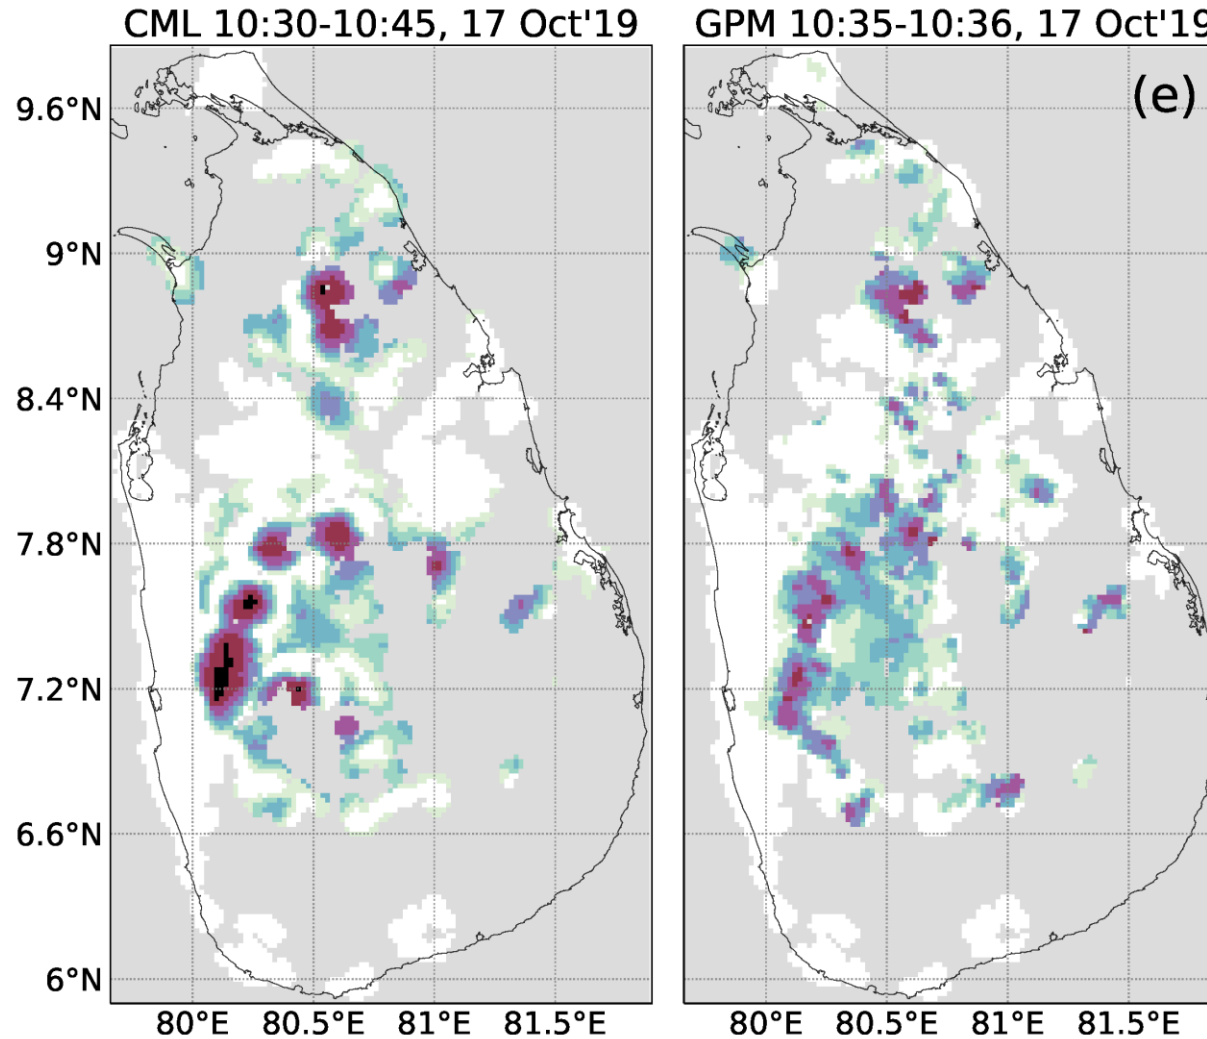 CML 10:30-10:45, 17 Oct'19
GPM 10:35-10:36, 17 Oct'19
(e)
9.6°N
9°N
8.4°N
7.8°N
7.2°N
6.6°N
6°N
80°E 80.5°E 81°E 81.5°E
80°E 80.5°E 81°E 81.5°E